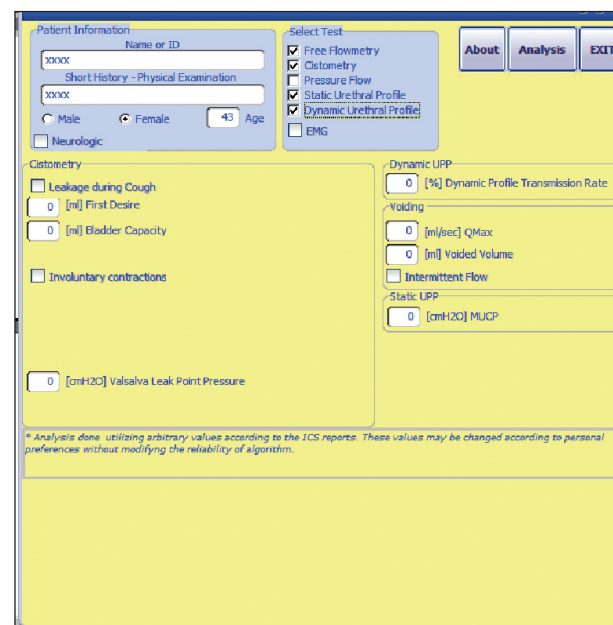 Patient Information
Name or ID
xxxx
Short History - Physical Examination
xxxx
Male
Female
43 Age
Neurologic
Select Test
Free Flowmetry
Cistometry
Pressure Flow
Static Urethral Profile
Dynamic Urethral Profile
EMG
About
Analysis
EXIT
Cistometry
Leakage during Cough
0 [ml] First Desire
0 [ml] Bladder Capacity
Involuntary contractions
0 [cmH2O] Valsalva Leak Point Pressure
Dynamic UPP
0 [%] Dynamic Profile Transmission Rate
Voiding
0 [ml/sec] QMax
0 [ml] Voided Volume
Intermittent Flow
Static UPP
0 [cmH2O] MUCP
* Analysis done utilizing arbitrary values according to the ICS reports. These values may be changed according to personal
preferences without modifyng the reliability of algorithm.